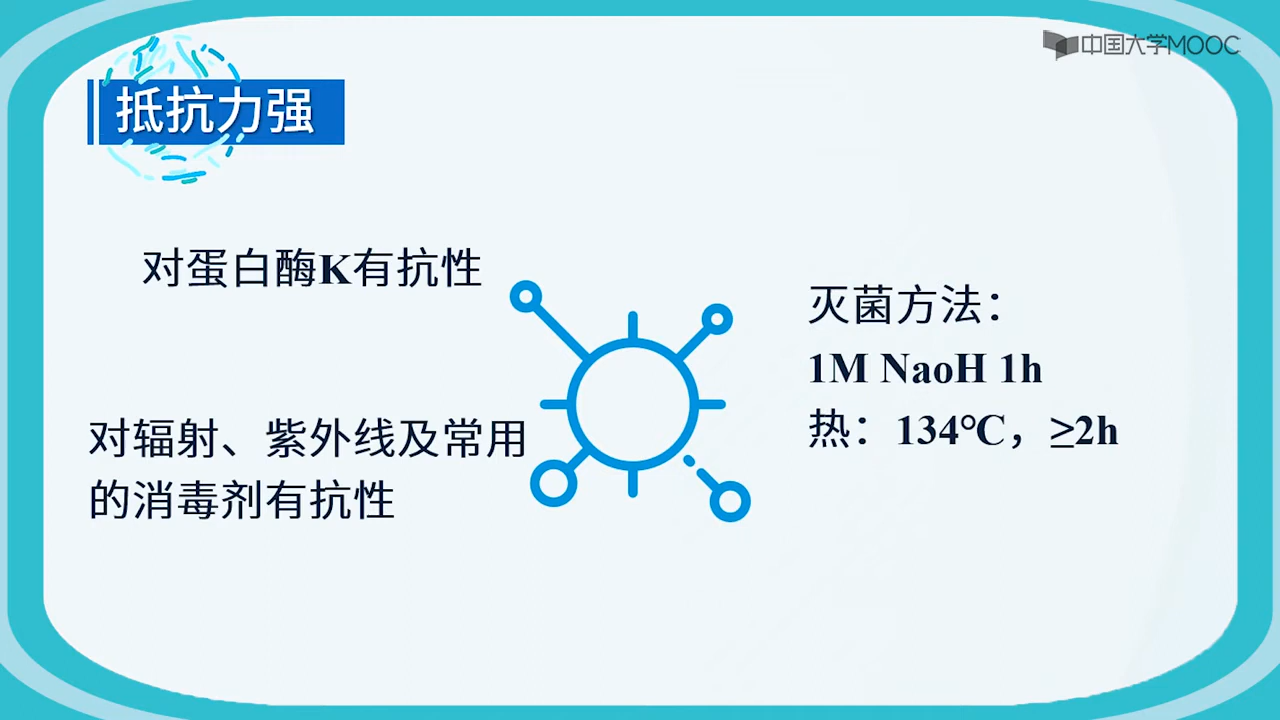 中国大学MOOC
抵抗力强
对蛋白酶K有抗性
对辐射、紫外线及常用
的消毒剂有抗性
灭菌方法：
1M NaoH 1h
热：134℃，≥2h